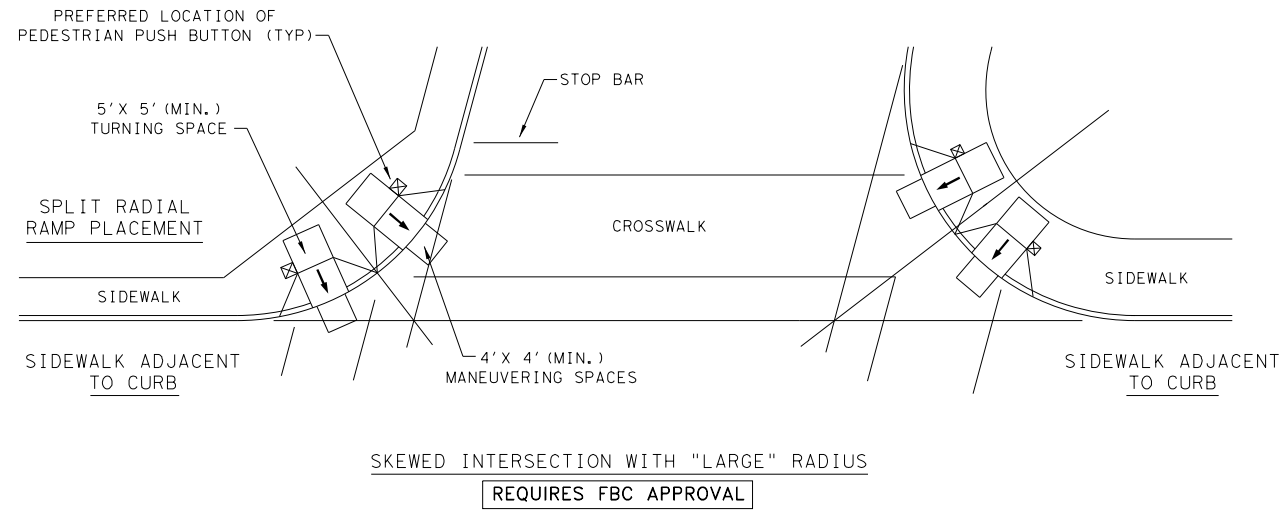 PREFERRED LOCATION OF
PEDESTRIAN PUSH BUTTON (TYP)
STOP BAR
5'X 5'(MIN.)
TURNING SPACE
SPLIT RADIAL
RAMP PLACEMENT
CROSSWALK
SIDEWALK
SIDEWALK
4'X 4'(MIN.)
MANEUVERING SPACES
SIDEWALK ADJACENT
TO CURB
SIDEWALK ADJACENT
TO CURB
SKEWED INTERSECTION WITH "LARGE" RADIUS
REQUIRES FBC APPROVAL